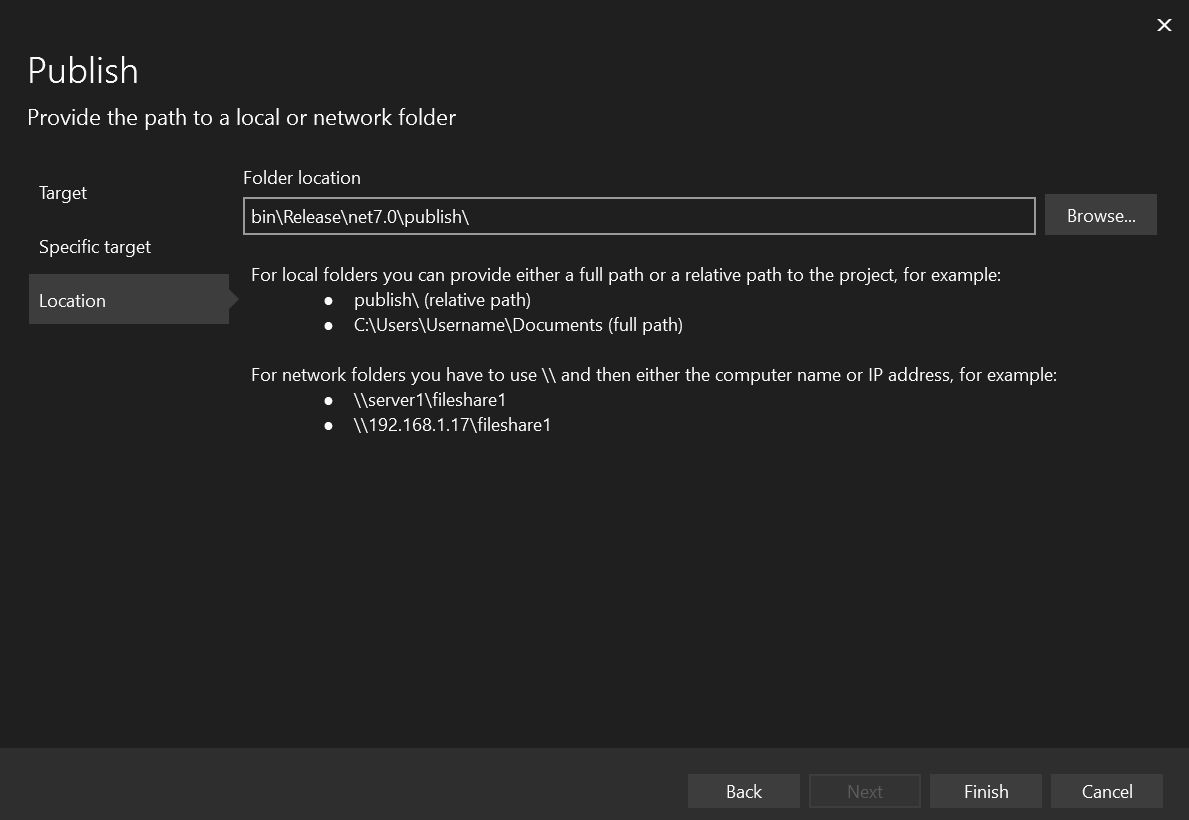 Publish
Provide the path to a local or network folder
Target
Specific target
Location
Folder location
bin\Release\net7.0\publish\
Browse...
For local folders you can provide either a full path or a relative path to the project, for example:
● publish\ (relative path)
● C:\Users\Username\Documents (full path)
For network folders you have to use \\ and then either the computer name or IP address, for example:
● \\server1\fileshare1
● \\192.168.1.17\fileshare1
Back Next Finish Cancel